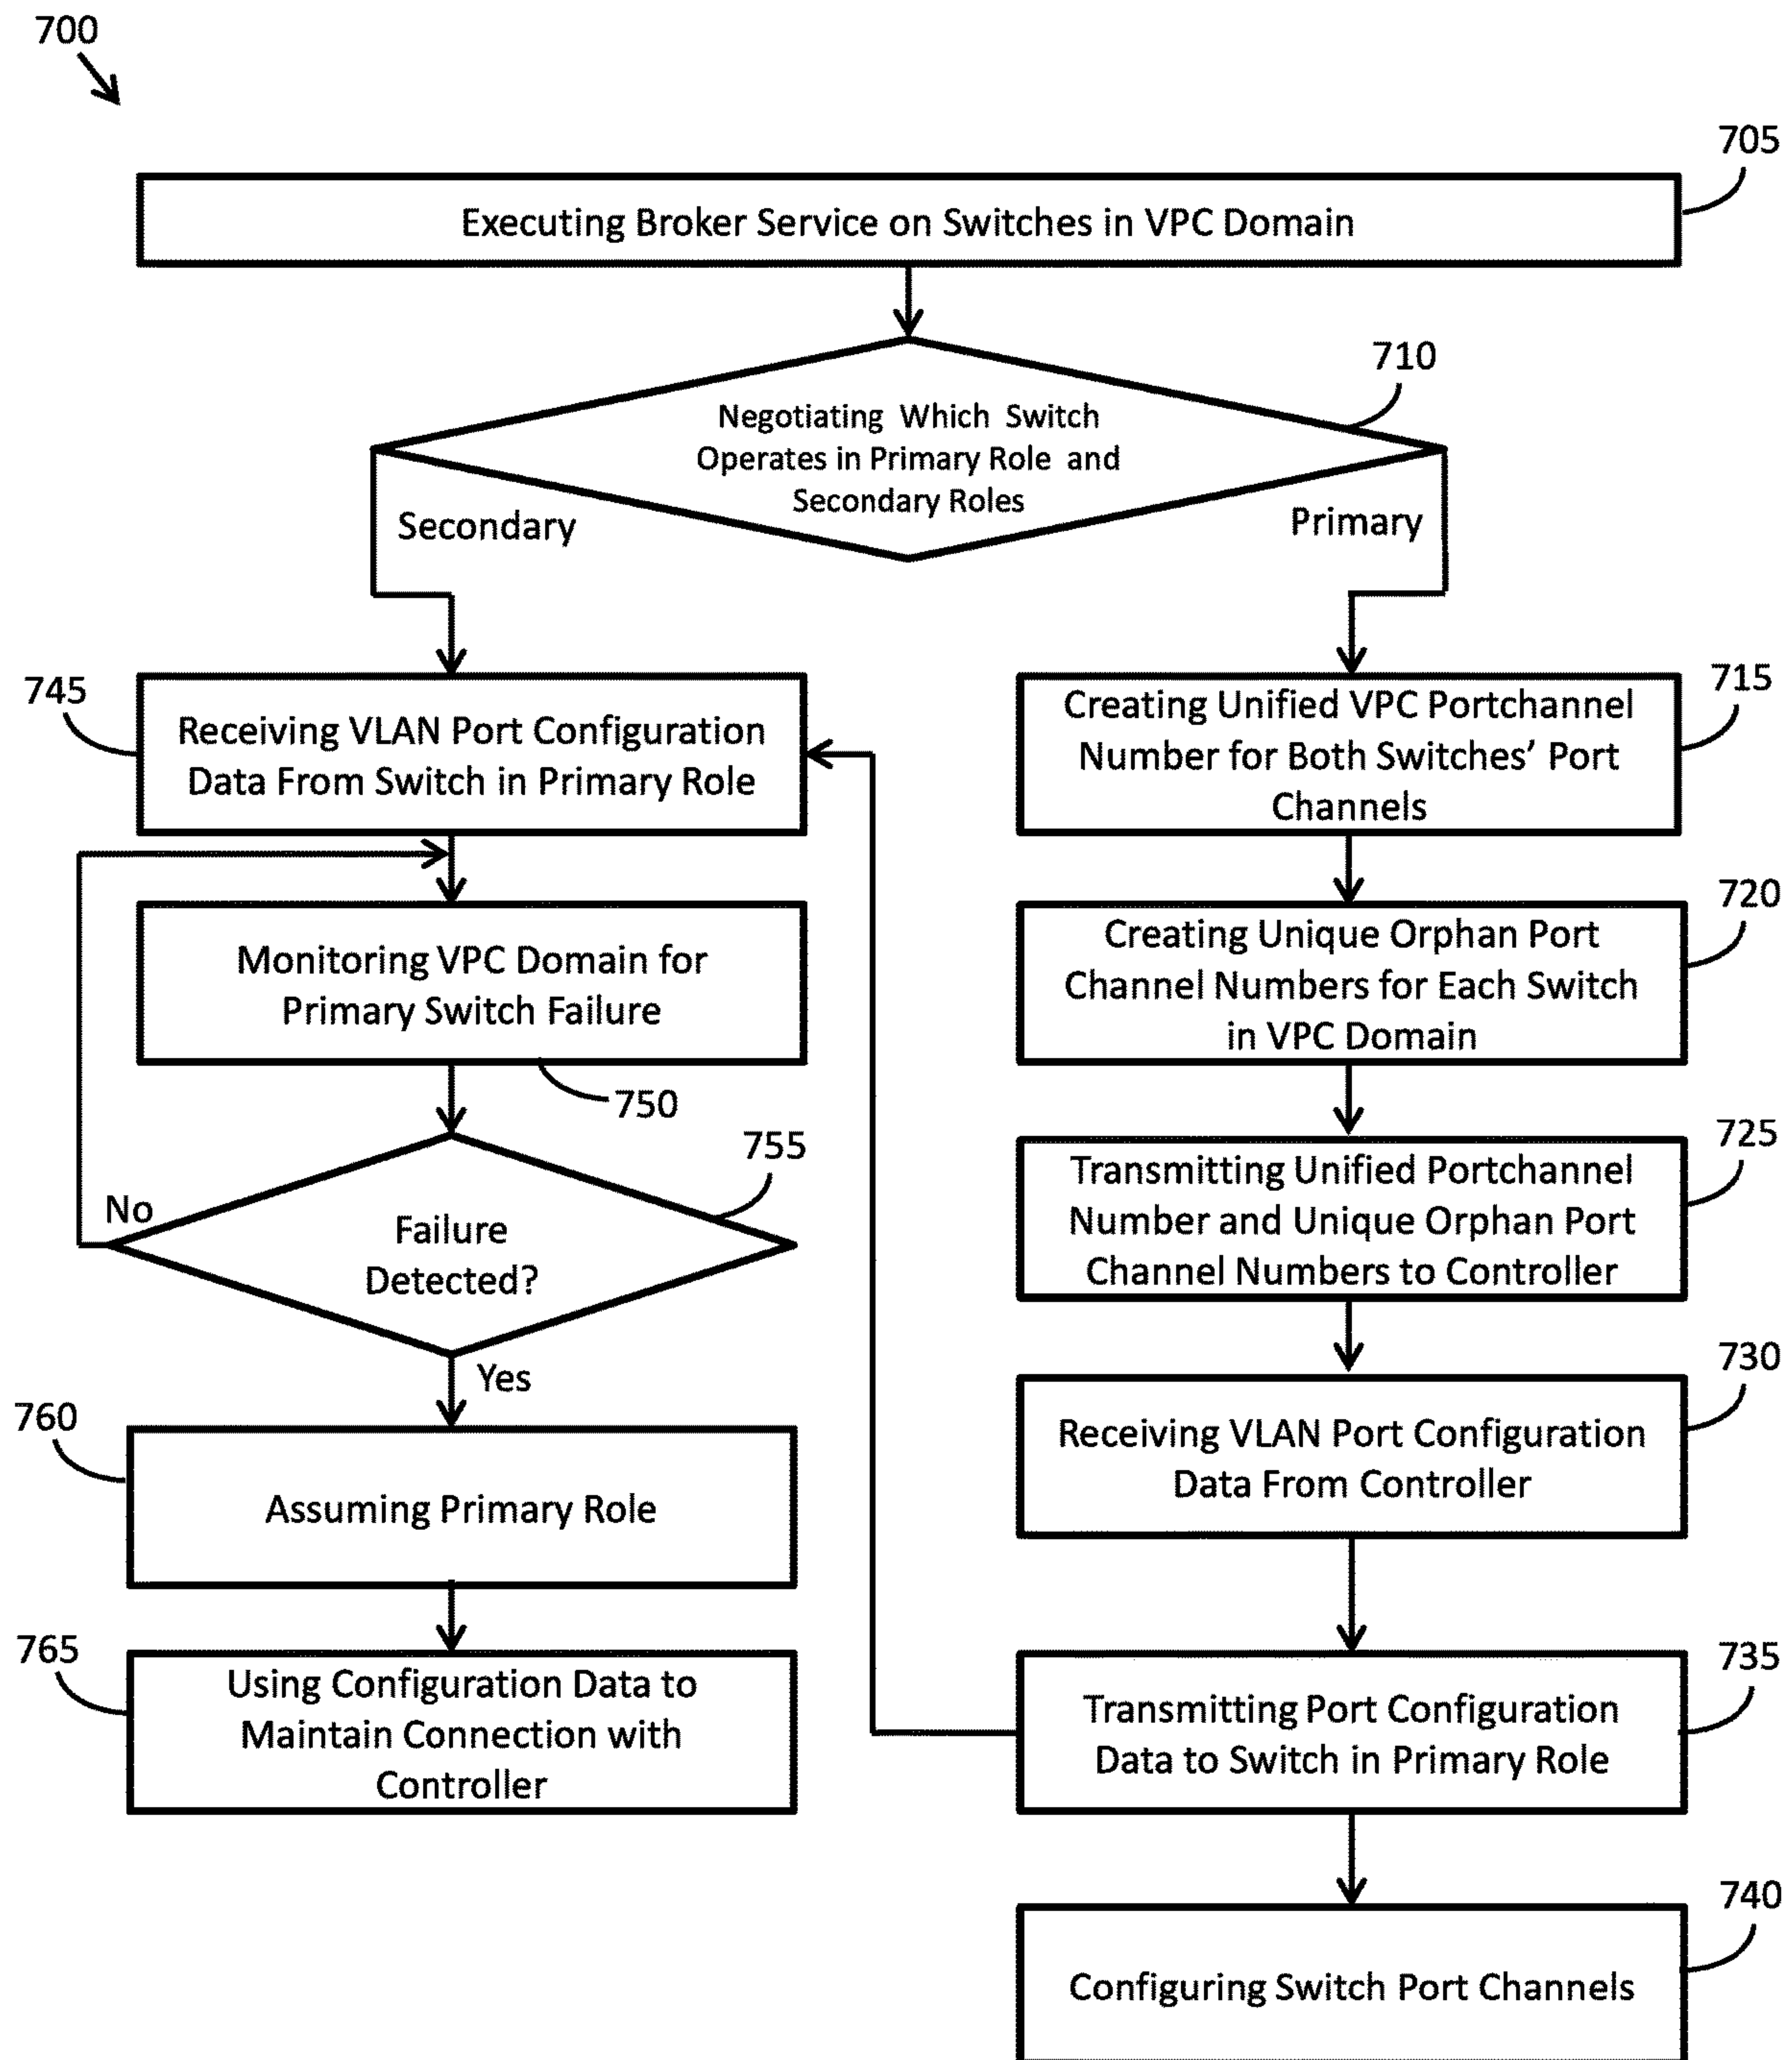 700
705
Executing Broker Service on Switches in VPC Domain
710
Negotiating Which Switch
Operates in Primary Role and
Secondary Roles
Secondary
Primary
745
Receiving VLAN Port Configuration
Data From Switch in Primary Role
715
Creating Unified VPC Portchannel
Number for Both Switches' Port
Channels
720
Creating Unique Orphan Port
Channel Numbers for Each Switch
in VPC Domain
Monitoring VPC Domain for
Primary Switch Failure
750
725
Transmitting Unified Portchannel
Number and Unique Orphan Port
Channel Numbers to Controller
755
No
Failure
Detected?
Yes
730
Receiving VLAN Port Configuration
Data From Controller
760
Assuming Primary Role
765
Using Configuration Data to
Maintain Connection with
Controller
735
Transmitting Port Configuration
Data to Switch in Primary Role
740
Configuring Switch Port Channels